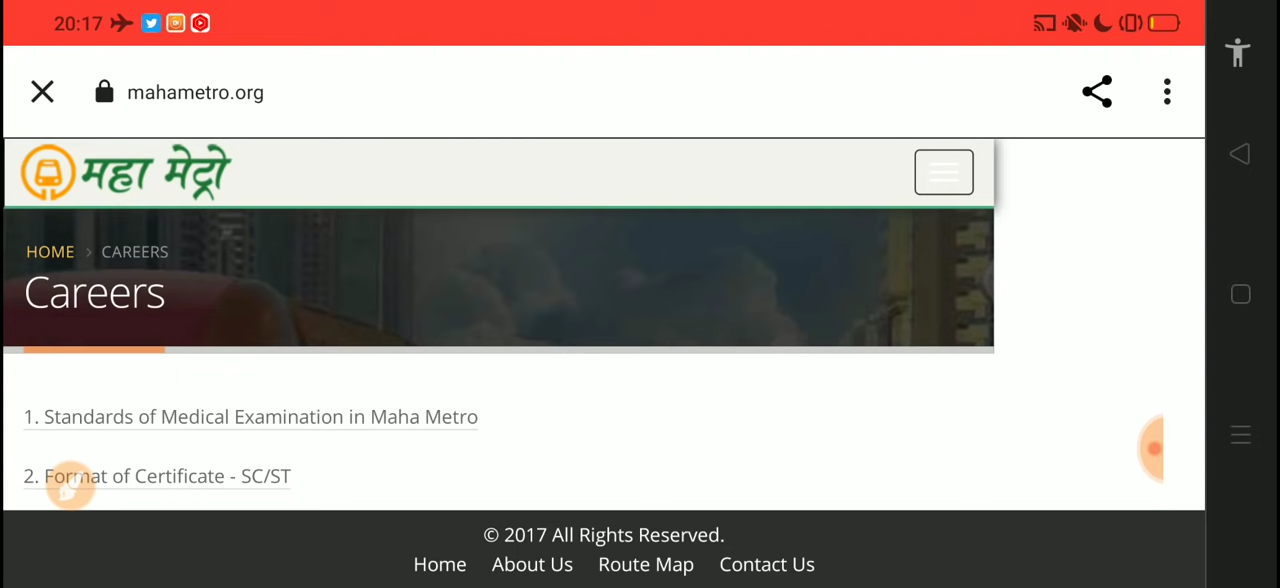 20:17
mahametro.org
महा मेट्रो
HOME > CAREERS
Careers
1. Standards of Medical Examination in Maha Metro
2. Format of Certificate - SC/ST
© 2017 All Rights Reserved.
Home About Us Route Map Contact Us